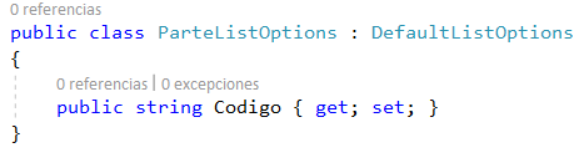 0 referencias
public class ParteListOptions : DefaultListOptions
{
0 referencias | 0 excepciones
public string Codigo { get; set; }
}